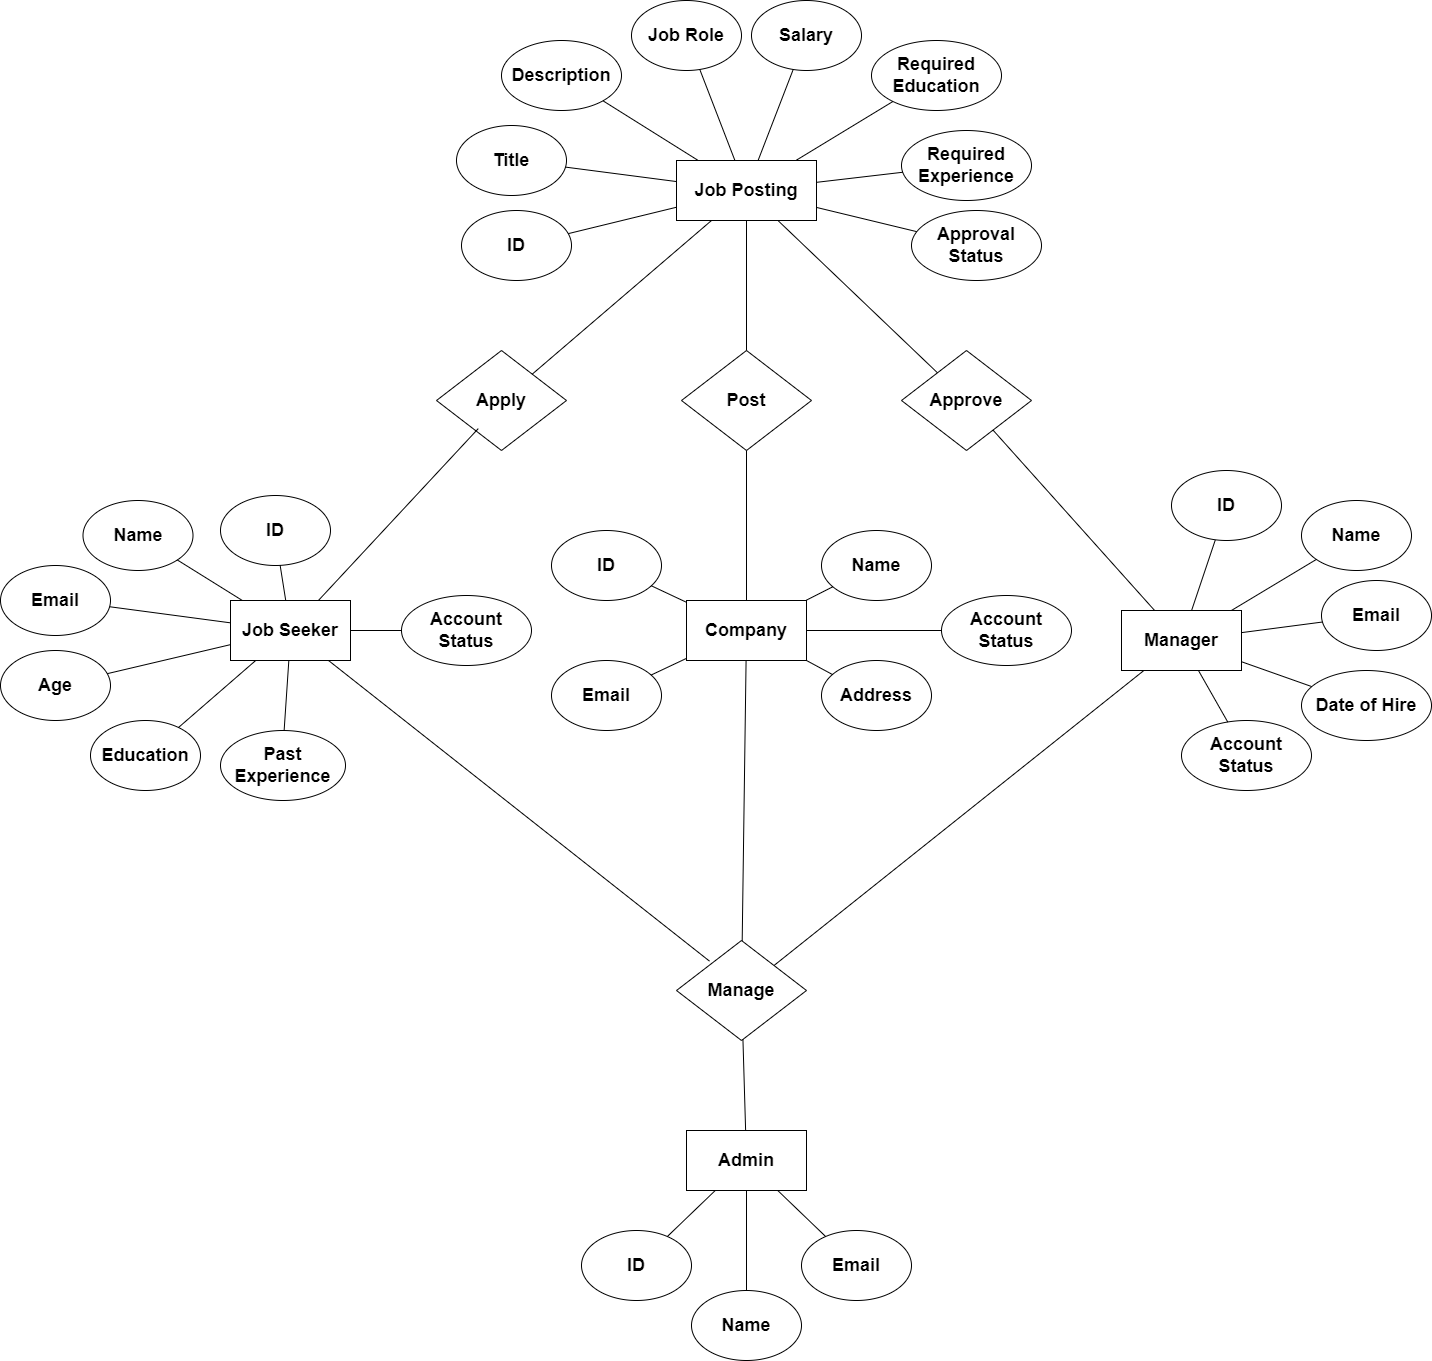 Job Role
Salary
Description
Required
Education
Title
Job Posting
Required
Experience
ID
Approval
Status
Apply
Post
Approve
Name
ID
Email
Job Seeker
Account
Status
Age
Education
Past
Experience
ID
Name
Company
Account
Status
Email
Address
ID
Name
Email
Manager
Date of Hire
Account
Status
Manage
Admin
ID
Email
Name